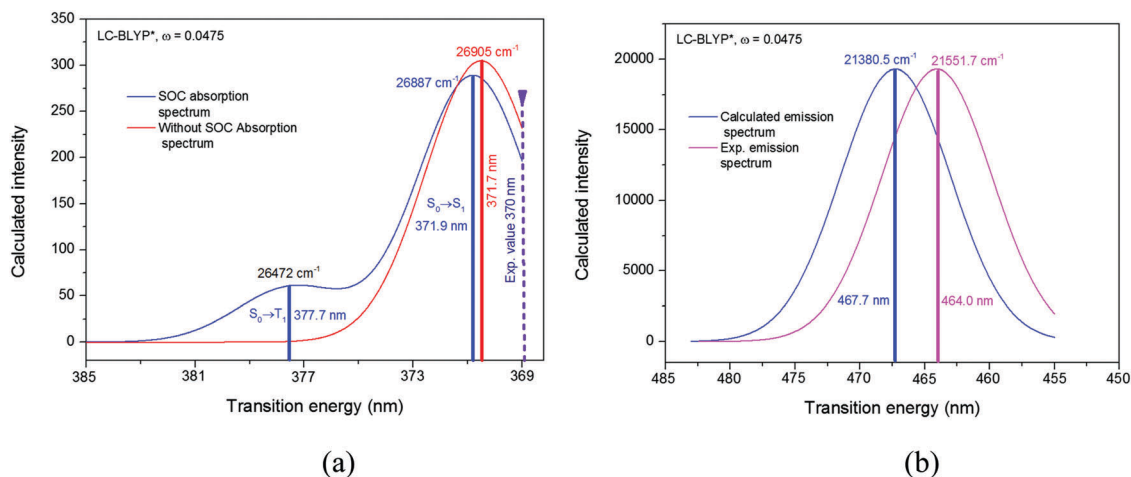 LC-BLYP*, ω = 0.0475
26905 cm⁻¹
26887 cm⁻¹
SOC absorption
spectrum
Without SOC Absorption
spectrum
S₀→S₁
371.9 nm
371.7 nm
Exp. value 370 nm
26472 cm⁻¹
S₀→T₁
377.7 nm
Calculated intensity
350
300
250
200
150
100
50
0
385
381
377
373
369
Transition energy (nm)
(a)
LC-BLYP*, ω = 0.0475
21380.5 cm⁻¹
21551.7 cm⁻¹
Calculated emission
spectrum
Exp. emission
spectrum
467.7 nm
464.0 nm
Calculated intensity
20000
15000
10000
5000
0
485
480
475
470
465
460
455
450
Transition energy (nm)
(b)